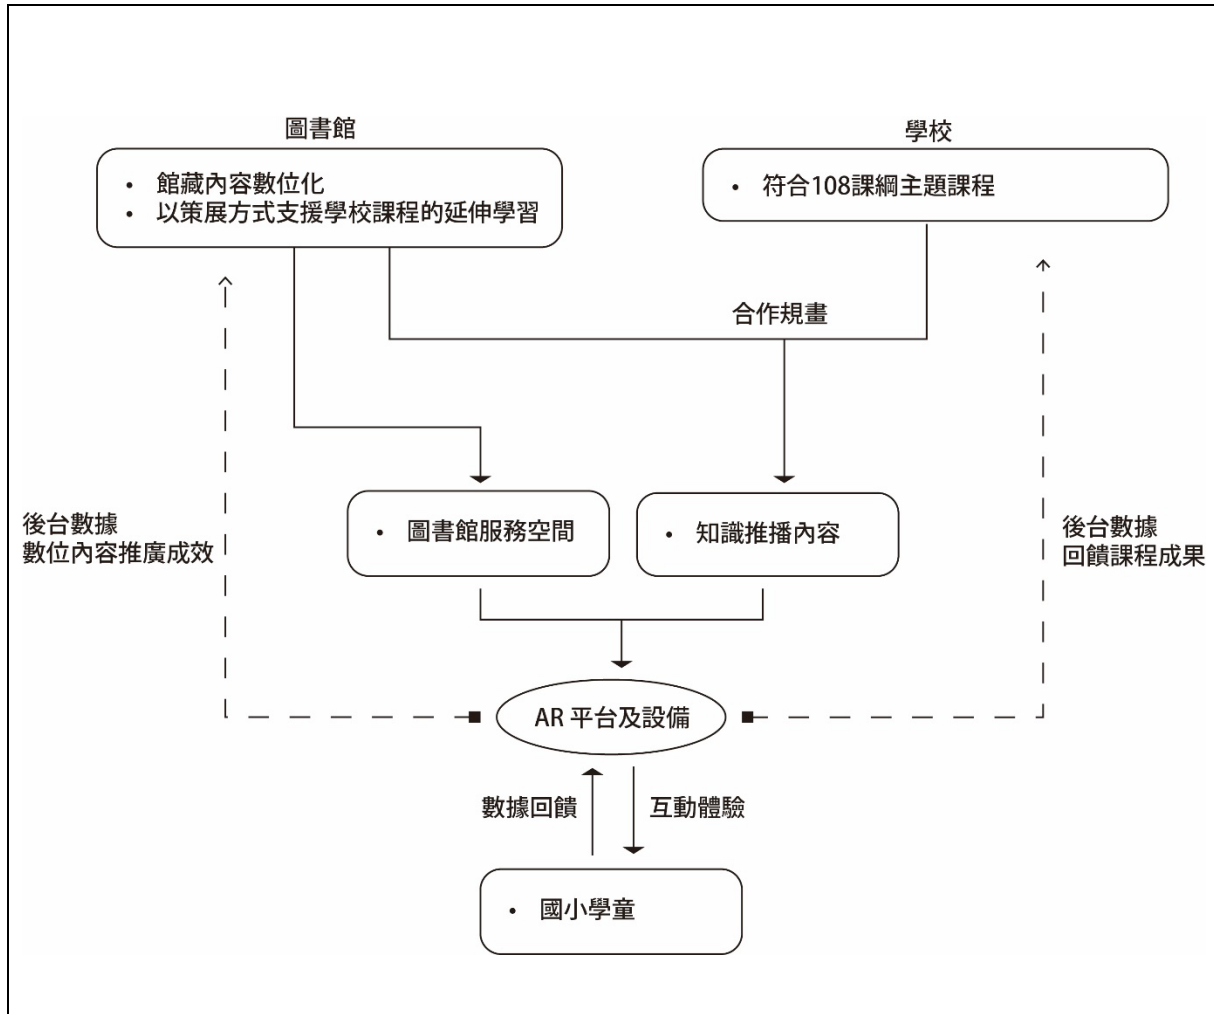 圖書館
• 館藏內容數位化
• 以策展方式支援學校課程的延伸學習
學校
• 符合108課綱主題課程
合作規畫
• 圖書館服務空間
• 知識推播內容
後台數據
數位內容推廣成效
後台數據
回饋課程成果
AR 平台及設備
數據回饋
互動體驗
• 國小學童